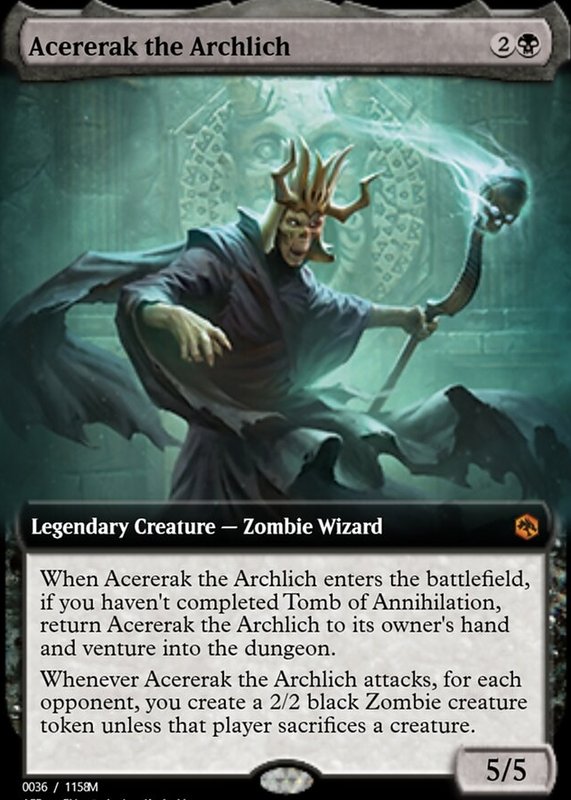 Acererak the Archlich 2
Legendary Creature — Zombie Wizard
When Acererak the Archlich enters the battlefield,
if you haven't completed Tomb of Annihilation,
return Acererak the Archlich to its owner's hand
and venture into the dungeon.
Whenever Acererak the Archlich attacks, for each
opponent, you create a 2/2 black Zombie creature
token unless that player sacrifices a creature.
5/5
0036 / 1158M